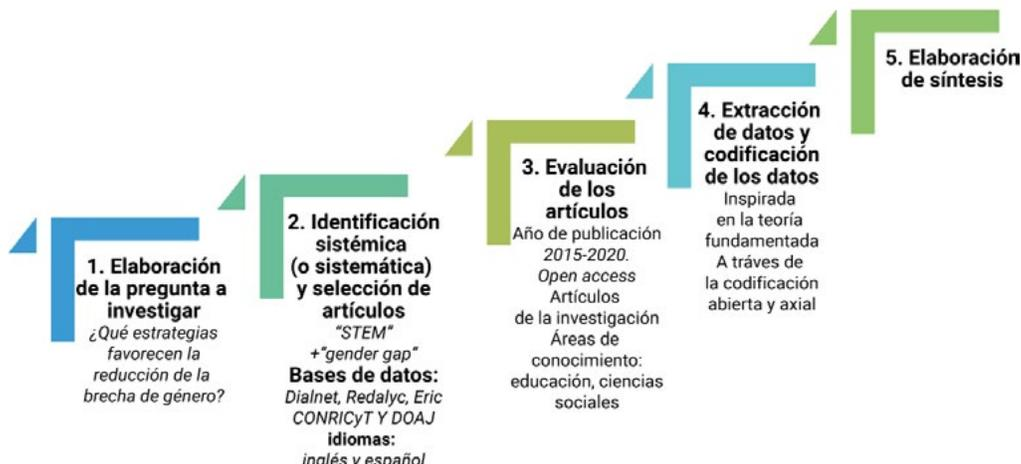 1. Elaboración
de la pregunta a
investigar
¿Qué estrategias
favorecen la
reducción de la
brecha de género?
2. Identificación
sistémica
(o sistemática)
y selección de
artículos
“STEM”
+“gender gap”
Bases de datos:
Dialnet, Redalyc, Eric
CONRICyT Y DOAJ
idiomas:
inglés y español
3. Evaluación
de los
artículos
Año de publicación
2015-2020.
Open access
Artículos
de la investigación
Áreas de
conocimiento:
educación, ciencias
sociales
4. Extracción
de datos y
codificación
de los datos
Inspirada
en la teoría
fundamentada
A tráves de
la codificación
abierta y axial
5. Elaboración
de síntesis